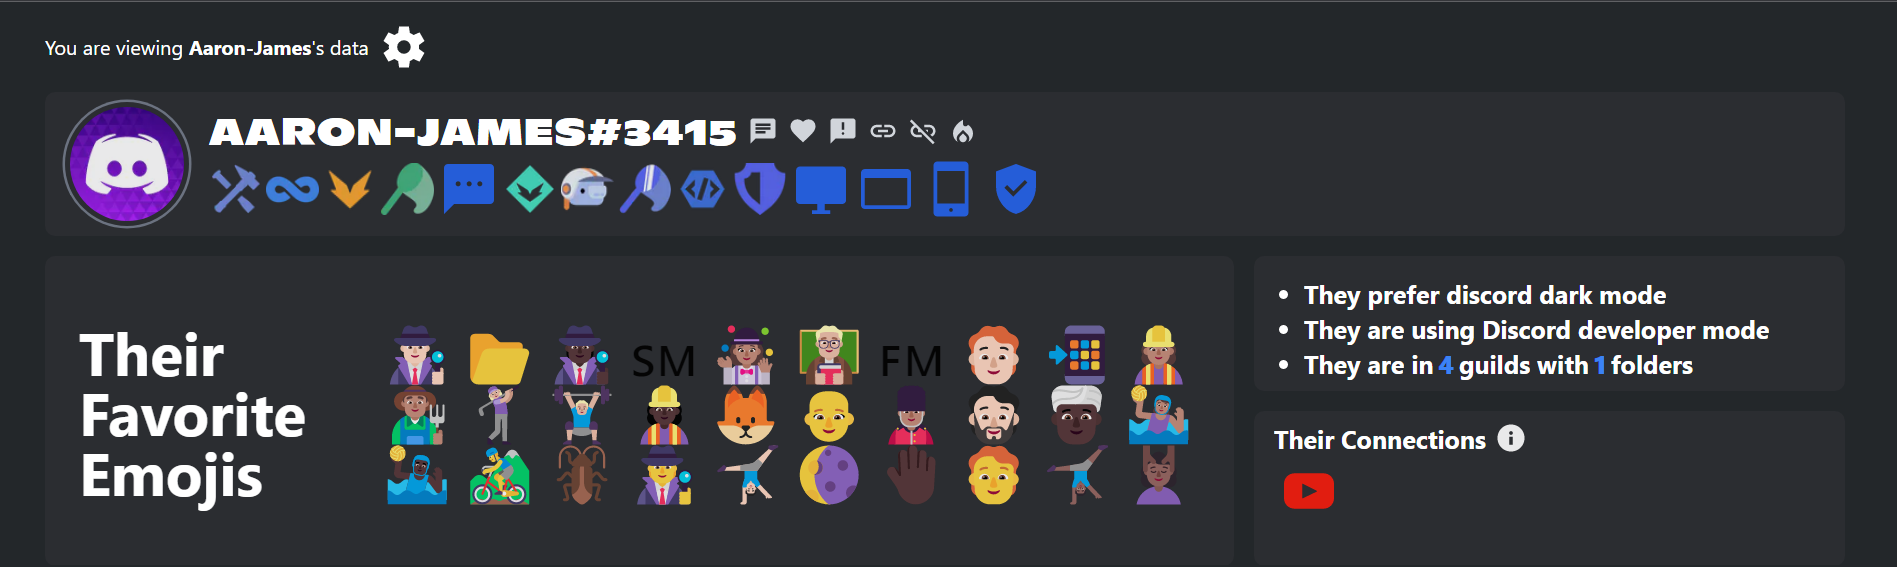 You are viewing Aaron-James's data
AARON-JAMES#3415
Their
Favorite
Emojis
SM
FM
They prefer discord dark mode
They are using Discord developer mode
They are in 4 guilds with 1 folders
Their Connections